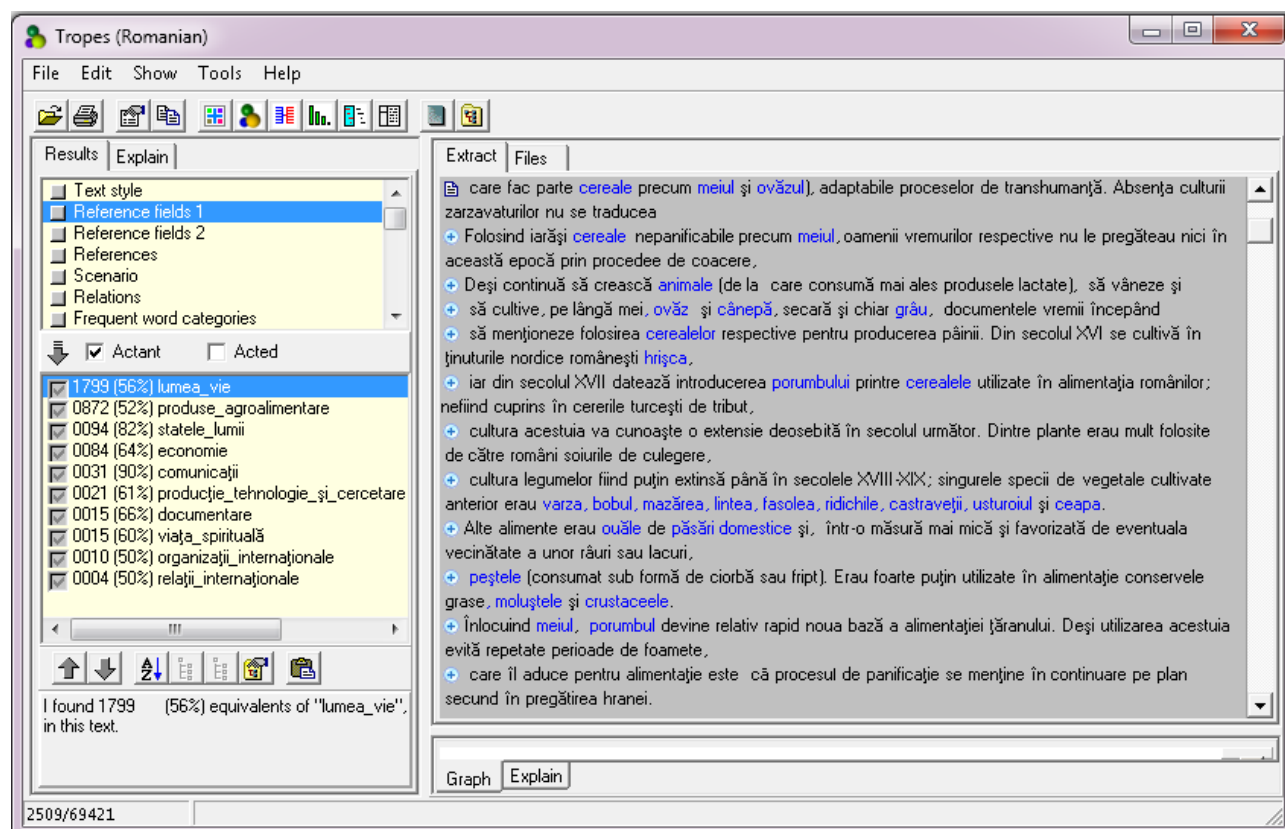 Tropes (Romanian)
File Edit Show Tools Help
Results Explain
Text style
Reference fields 1
Reference fields 2
References
Scenario
Relations
Frequent word categories
Actant Acted
1799 (56%) lumea_vie
0872 (52%) produse_agroalimentare
0094 (82%) statele_lumii
0084 (64%) economie
0031 (90%) comunicaţii
0021 (61%) producţie_tehnologie_şi_cercetare
0015 (66%) documentare
0015 (60%) viaţa_spirituală
0010 (50%) organizaţii_internaţionale
0004 (50%) relaţii_internaţionale
I found 1799 (56%) equivalents of "lumea_vie",
in this text.
2509/69421
Extract Files
care fac parte cereale precum meiul şi ovăzul), adaptabile proceselor de transhumanţă. Absenţa culturii
zarzavaturilor nu se traducea
Folosind iarăşi cereale nepanificabile precum meiul, oamenii vremurilor respective nu le pregăteau nici în
această epocă prin procedee de coacere,
Deşi continuă să crească animale (de la care consumă mai ales produsele lactate), să vâneze şi
să cultive, pe lângă mei, ovăz şi cânepă, secară şi chiar grâu, documentele vremii începând
să menţioneze folosirea cerealelor respective pentru producerea pâinii. Din secolul XVI se cultivă în
ţinuturile nordice româneşti hrişca,
iar din secolul XVII datează introducerea porumbului printre cerealele utilizate în alimentaţia românilor;
nefiind cuprins în cererile turceşti de tribut,
cultura acestuia va cunoaşte o extensie deosebită în secolul următor. Dintre plante erau mult folosite
de către români soiurile de culegere,
cultura legumelor fiind puţin extinsă până în secolele XVIII-XIX; singurele specii de vegetale cultivate
anterior erau varza, bobul, mazărea, lintea, fasolea, ridichile, castraveţii, usturoiul şi ceapa.
Alte alimente erau ouăle de păsări domestice şi, într-o măsură mai mică şi favorizată de eventuala
vecinătate a unor râuri sau lacuri,
peştele (consumat sub formă de ciorbă sau fript). Erau foarte puţin utilizate în alimentaţie conservele
grase, moluştele şi crustaceele.
Înlocuind meiul, porumbul devine relativ rapid noua bază a alimentaţiei ţăranului. Deşi utilizarea acestuia
evită repetate perioade de foamete,
care îl aduce pentru alimentaţie este că procesul de panificaţie se menţine în continuare pe plan
secund în pregătirea hranei.
Graph Explain